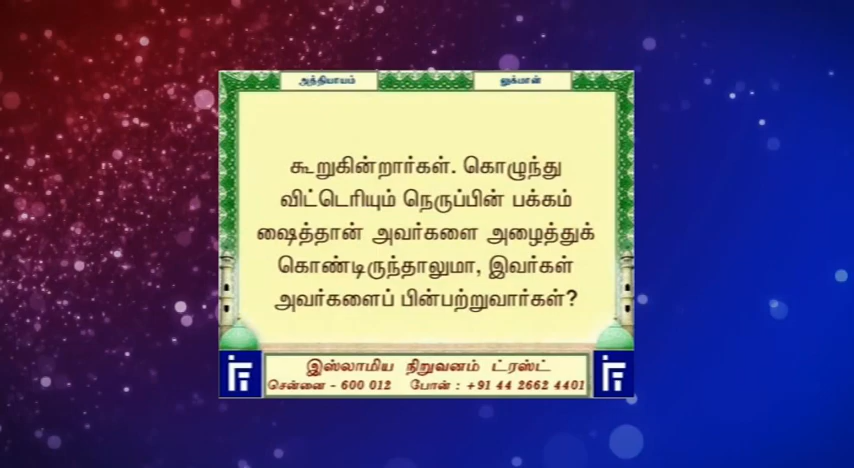 அத்தியாயம்
லுக்மான்
கூறுகின்றார்கள். கொழுந்து
விட்டெரியும் நெருப்பின் பக்கம்
ஷைத்தான் அவர்களை அழைத்துக்
கொண்டிருந்தாலுமா, இவர்கள்
அவர்களைப் பின்பற்றுவார்கள்?
இஸ்லாமிய நிறுவனம் ட்ரஸ்ட்
சென்னை - 600 012 போன் : +91 44 2662 4401